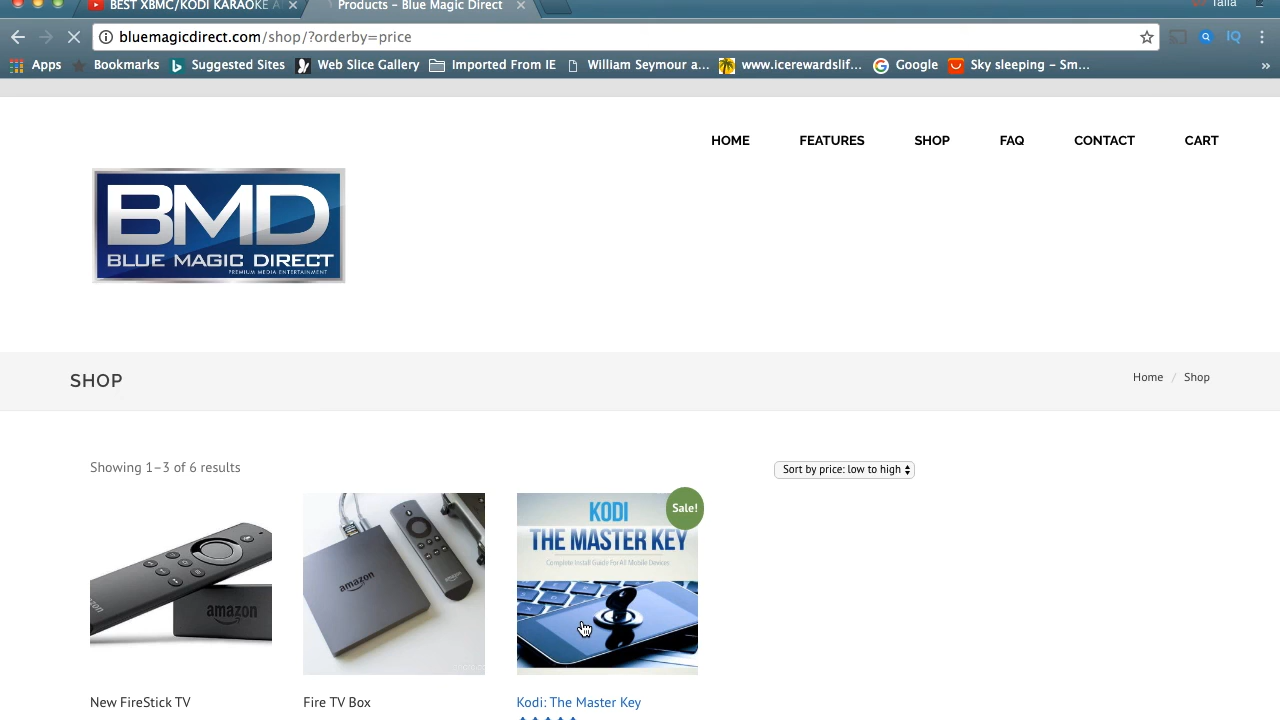 BEST XBMC/KODI KARAOKE A
Products – Blue Magic Direct
Talia
bluemagicdirect.com/shop/?orderby=price
Apps Bookmarks Suggested Sites Web Slice Gallery Imported From IE William Seymour a... www.icerewardslif... Google Sky sleeping – Sm... »
HOME FEATURES SHOP FAQ CONTACT CART
BMD
BLUE MAGIC DIRECT
PREMIUM MEDIA ENTERTAINMENT
SHOP
Home / Shop
Showing 1–3 of 6 results
Sort by price: low to high
Sale!
KODI
THE MASTER KEY
Complete Install Guide For All Mobile Devices
amazon
amazon
New FireStick TV
Fire TV Box
Kodi: The Master Key